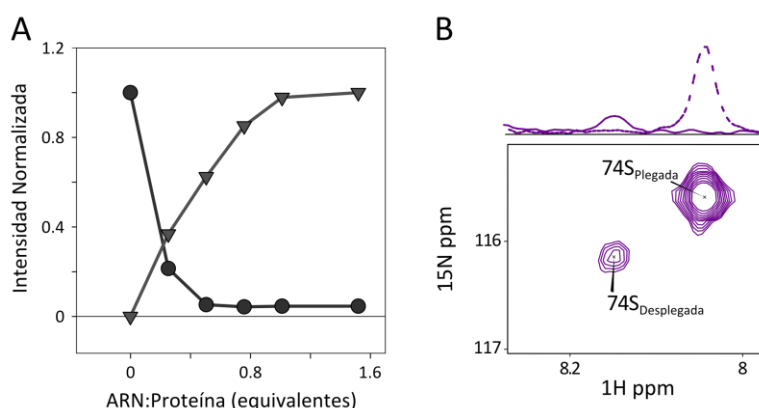 A
Intensidad Normalizada
1.2
0.8
0.4
0
0
0.8
1.6
ARN:Proteína (equivalentes)
B
74SPlegada
74SDesplegada
15N ppm
116
117
8.2
8
1H ppm